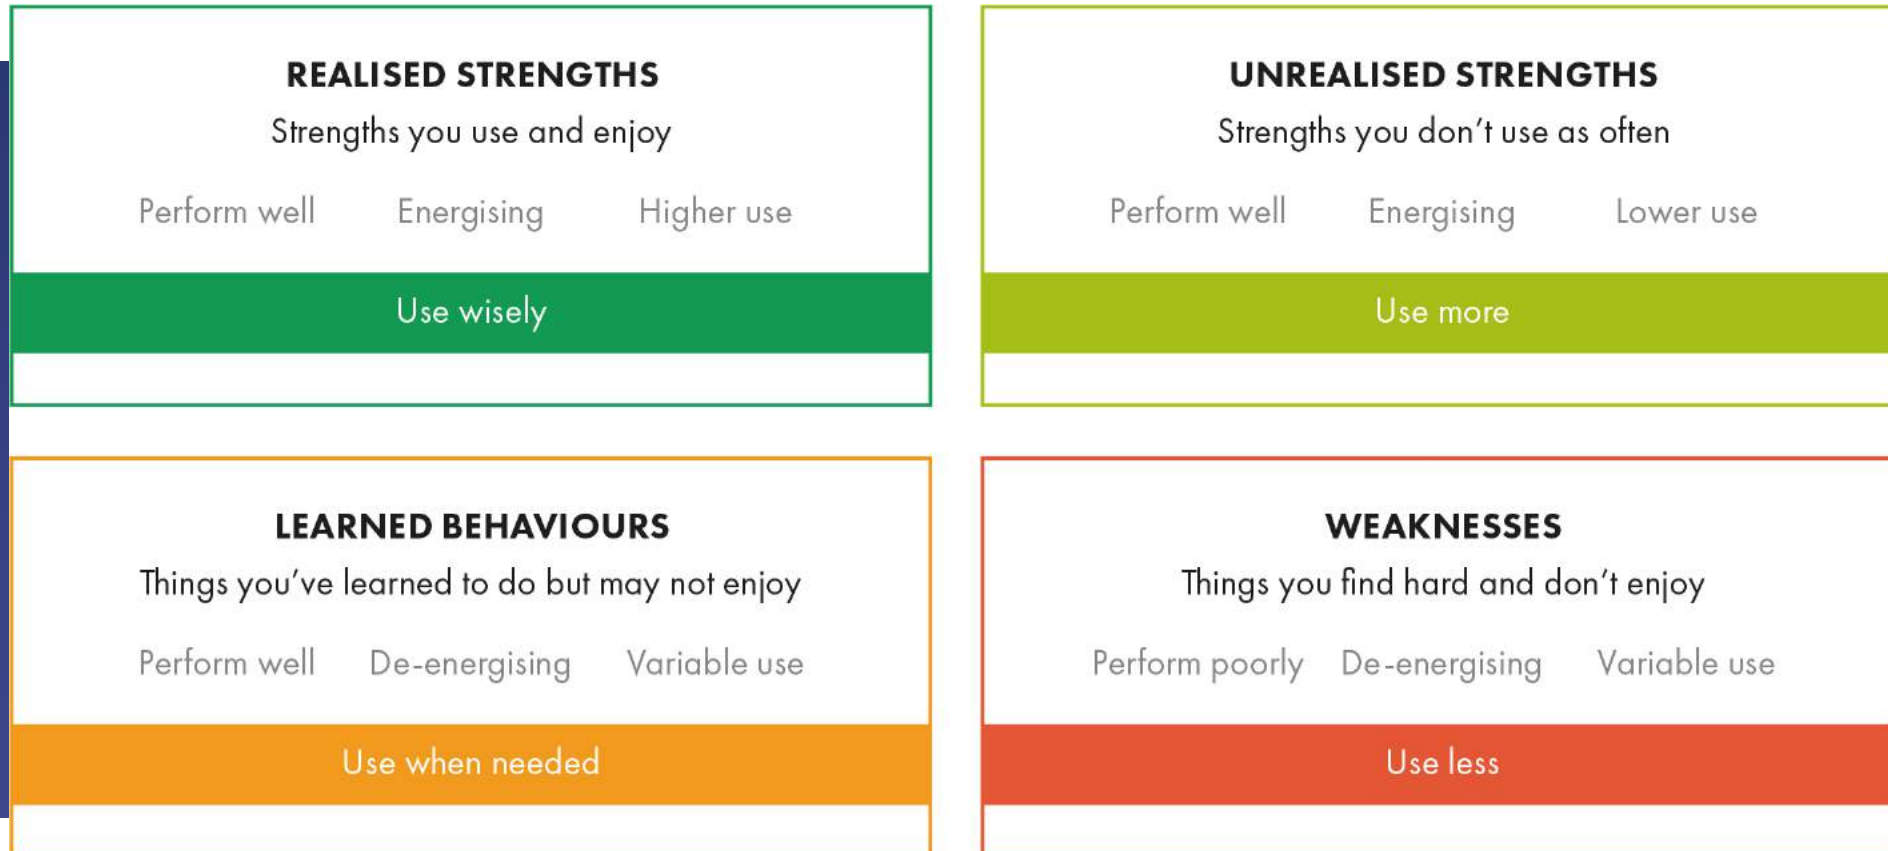 REALISED STRENGTHS
Strengths you use and enjoy
Perform well Energising Higher use
Use wisely
UNREALISED STRENGTHS
Strengths you don't use as often
Perform well Energising Lower use
Use more
LEARNED BEHAVIOURS
Things you've learned to do but may not enjoy
Perform well De-energising Variable use
Use when needed
WEAKNESSES
Things you find hard and don't enjoy
Perform poorly De-energising Variable use
Use less